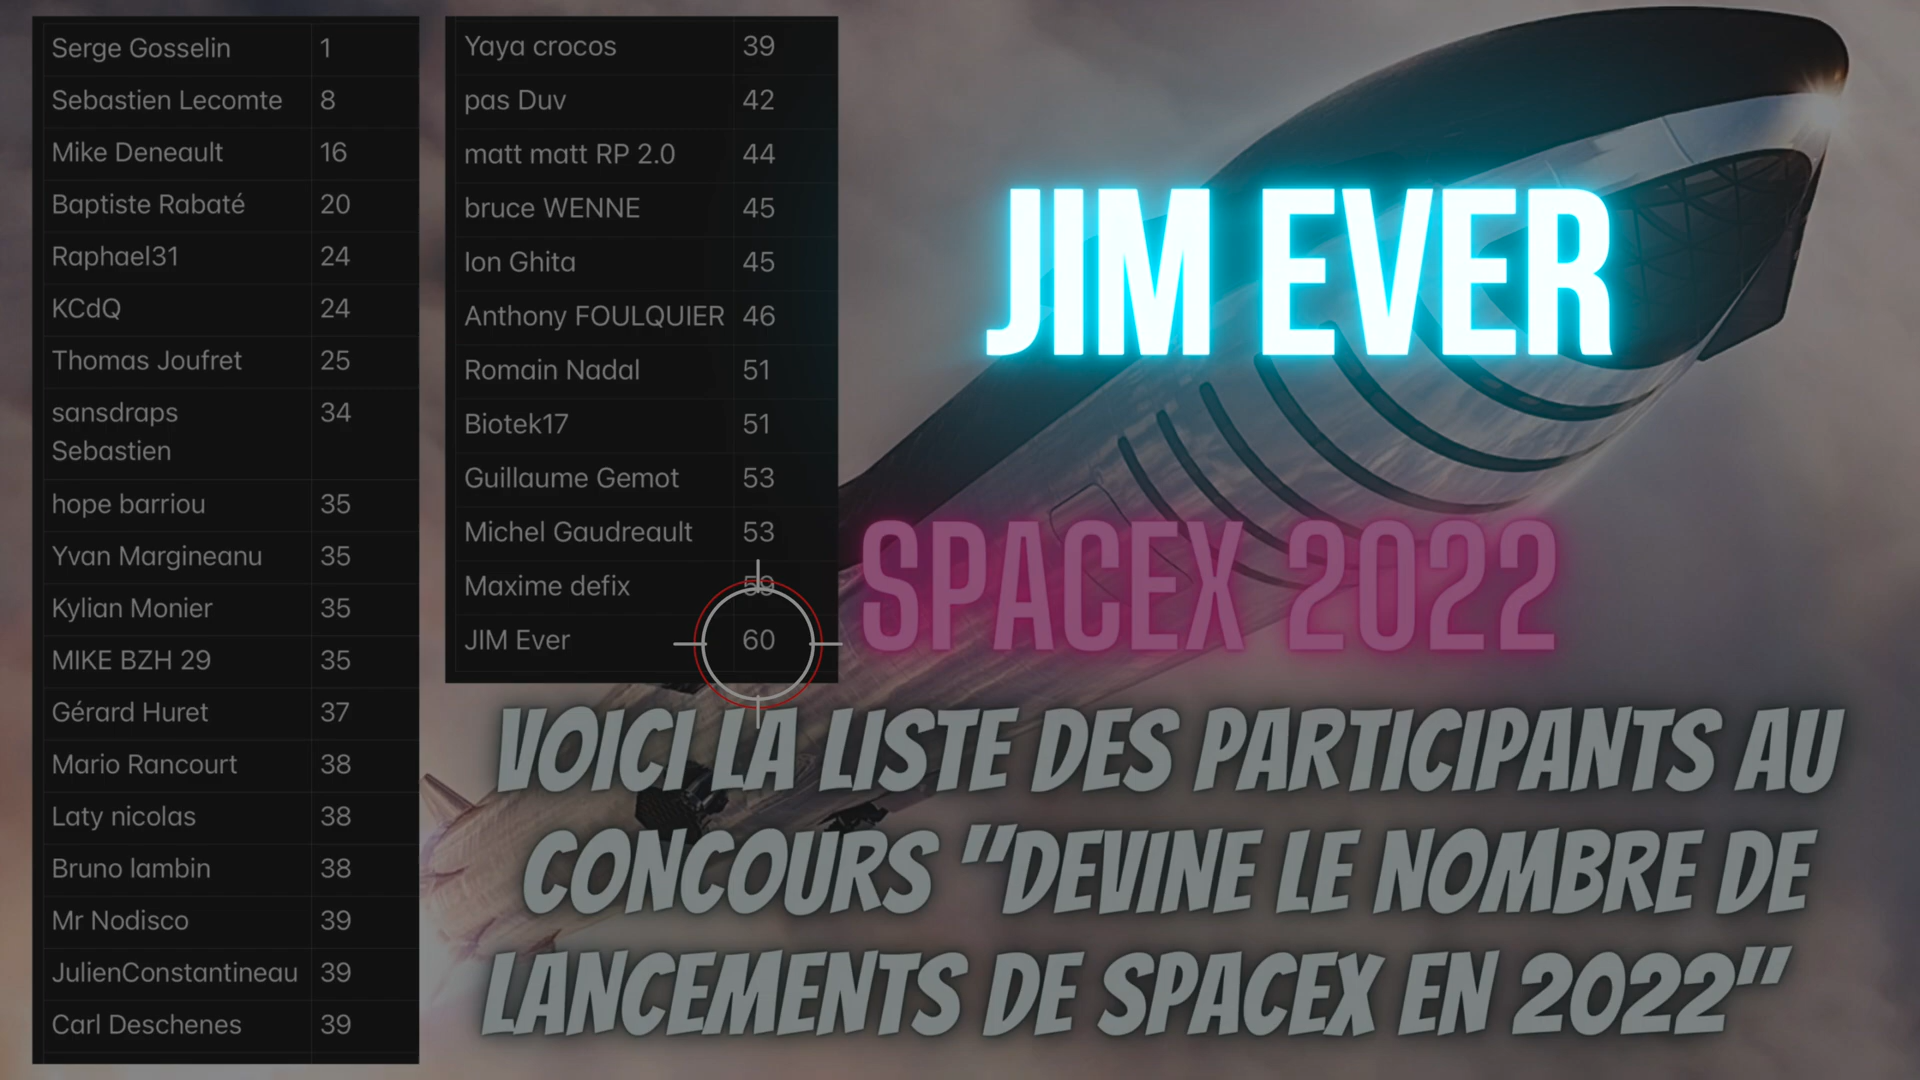 Serge Gosselin 1
Sebastien Lecomte 8
Mike Deneault 16
Baptiste Rabaté 20
Raphael31 24
KCdQ 24
Thomas Joufret 25
sansdraps 34
Sebastien
hope barriou 35
Yvan Margineanu 35
Kylian Monier 35
MIKE BZH 29 35
Gérard Huret 37
Mario Rancourt 38
Laty nicolas 38
Bruno lambin 38
Mr Nodisco 39
JulienConstantineau 39
Carl Deschenes 39
Yaya crocos 39
pas Duv 42
matt matt RP 2.0 44
bruce WENNE 45
Ion Ghita 45
Anthony FOULQUIER 46
Romain Nadal 51
Biotek17 51
Guillaume Gemot 53
Michel Gaudreault 53
Maxime defix 59
JIM Ever 60
JIM EVER
SPACEX 2022
VOICI LA LISTE DES PARTICIPANTS AU
CONCOURS "DEVINE LE NOMBRE DE
LANCEMENTS DE SPACEX EN 2022"